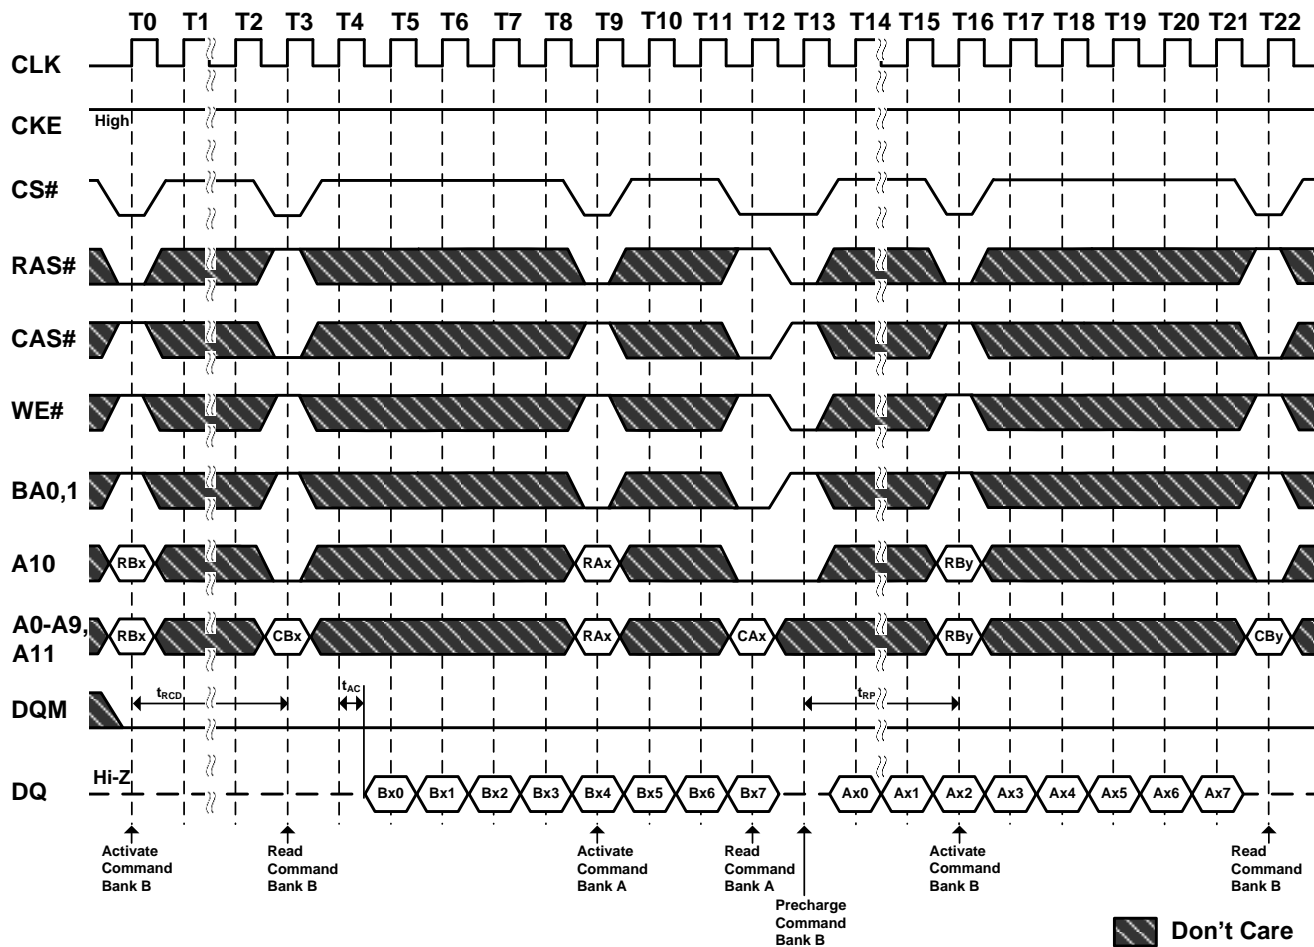 T0 T1 T2 T3 T4 T5 T6 T7 T8 T9 T10 T11 T12 T13 T14 T15 T16 T17 T18 T19 T20 T21 T22
CLK
CKE High
CS#
RAS#
CAS#
WE#
BA0,1
A10 RBx RAx RBy
A0-A9,
A11 RBx CBx RAx CAx RBy CBy
tRCD tAC tRP
DQM
Hi-Z
DQ Bx0 Bx1 Bx2 Bx3 Bx4 Bx5 Bx6 Bx7 Ax0 Ax1 Ax2 Ax3 Ax4 Ax5 Ax6 Ax7
Activate
Command
Bank B
Read
Command
Bank B
Activate
Command
Bank A
Read
Command
Bank A
Precharge
Command
Bank B
Activate
Command
Bank B
Read
Command
Bank B
Don't Care